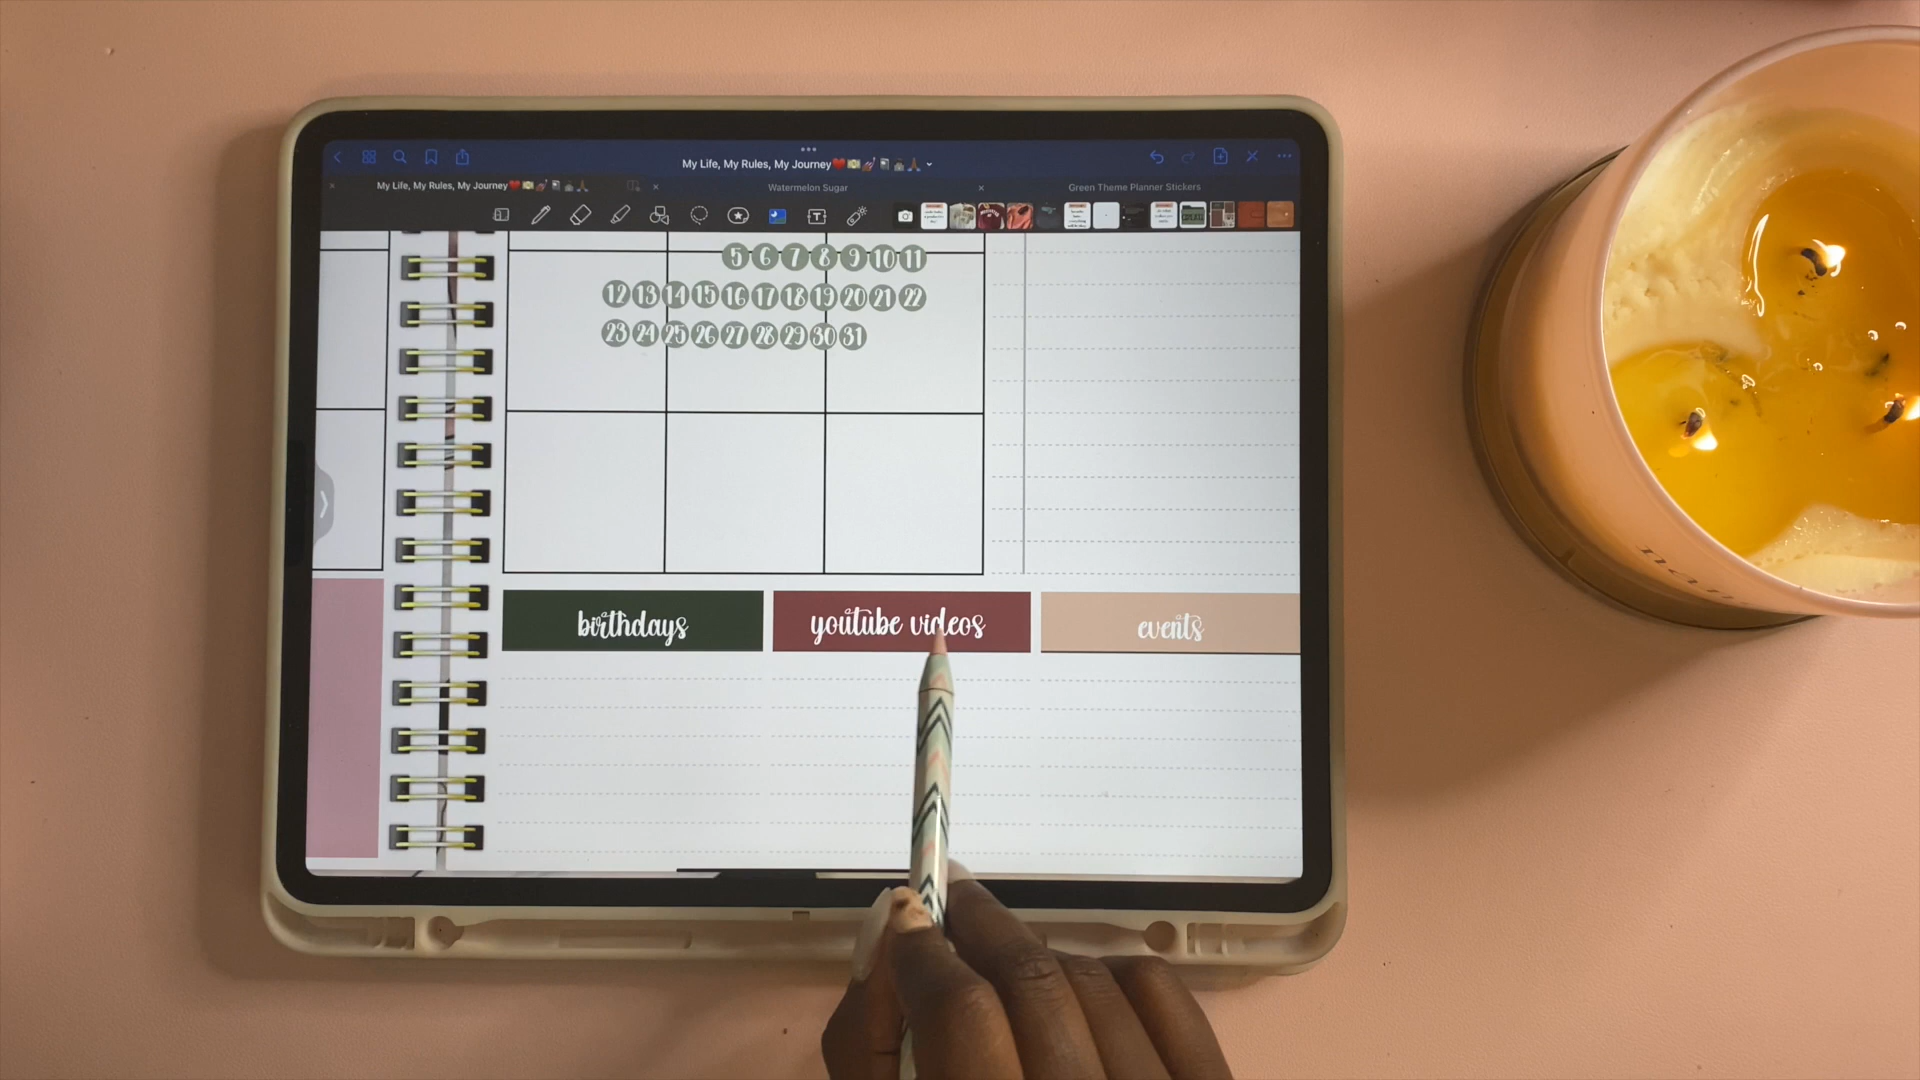 My Life, My Rules, My Journey
My Life, My Rules, My Journey
Watermelon Sugar
Green Theme Planner Stickers
5 6 7 8 9 10 11
12 13 14 15 16 17 18 19 20 21 22
23 24 25 26 27 28 29 30 31
birthdays
youtube videos
events